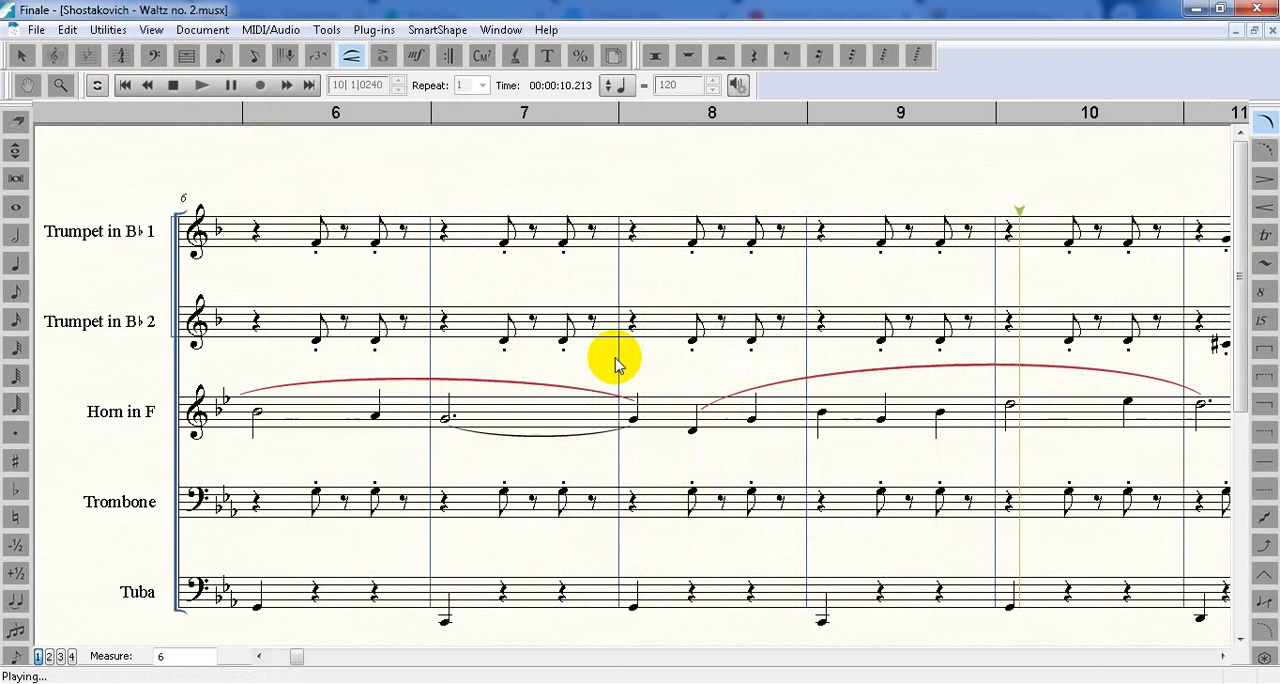 Finale - [Shostakovich - Waltz no. 2.musx]
File Edit Utilities View Document MIDI/Audio Tools Plug-ins SmartShape Window Help
10| 1|0240 Repeat: 1 Time: 00:00:10.213 = 120
6 7 8 9 10 11
6
Trumpet in B♭ 1
Trumpet in B♭ 2
Horn in F
Trombone
Tuba
1 2 3 4 Measure: 6
Playing...